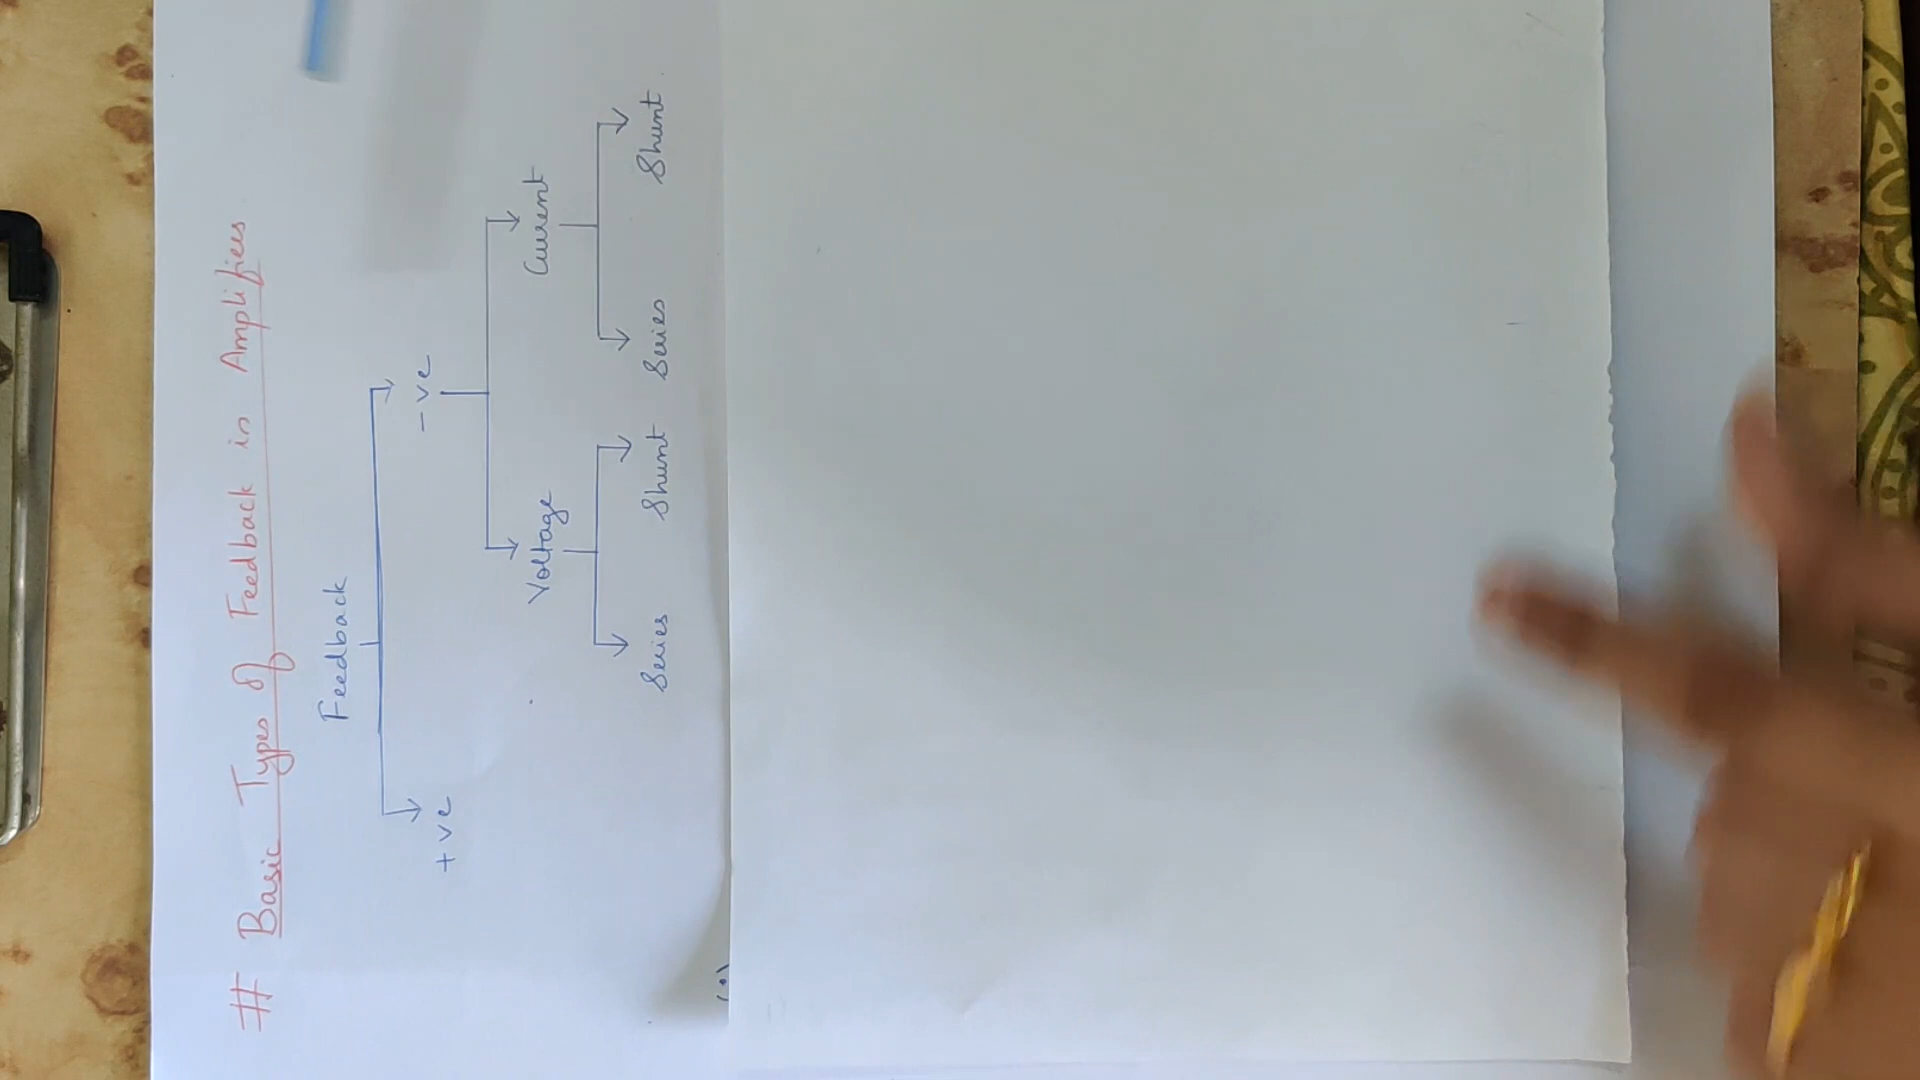 # Basic Types of Feedback in Amplifiers
Feedback
+ve -ve
Voltage Current
Series Shunt Series Shunt